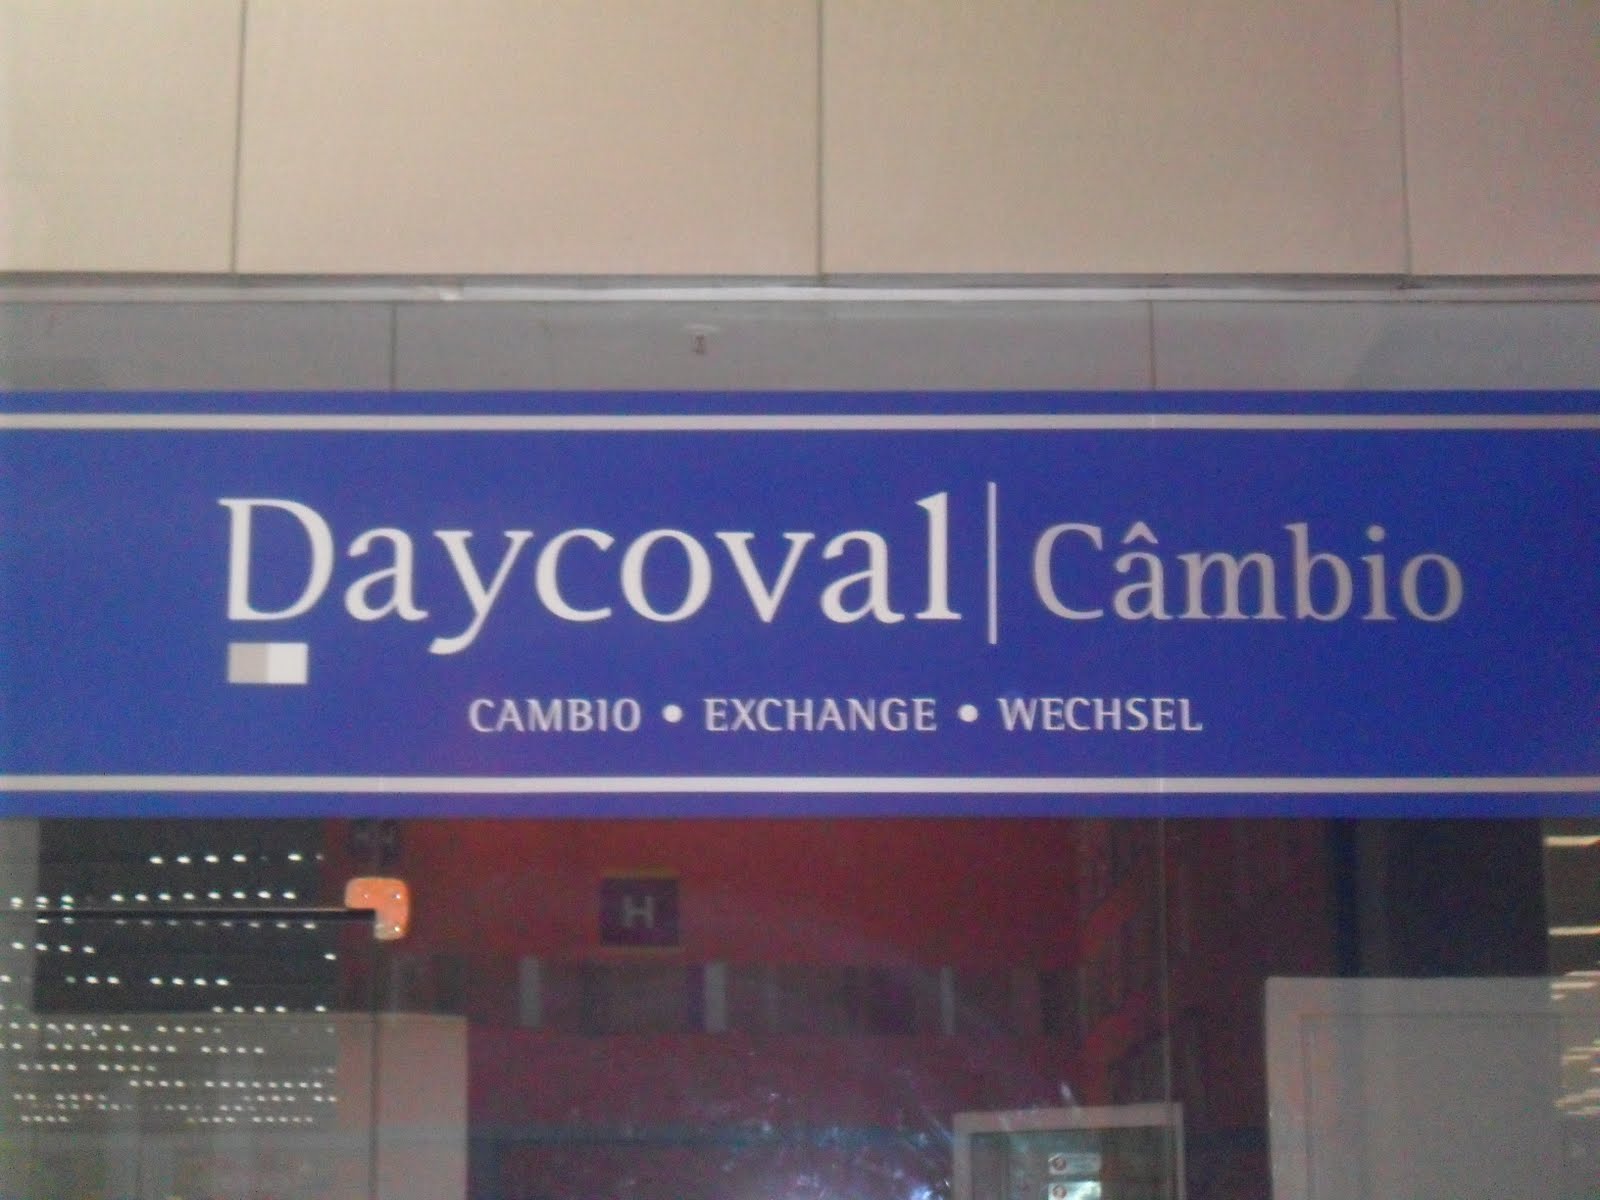 Daycoval | Câmbio
CAMBIO • EXCHANGE • WECHSEL
H